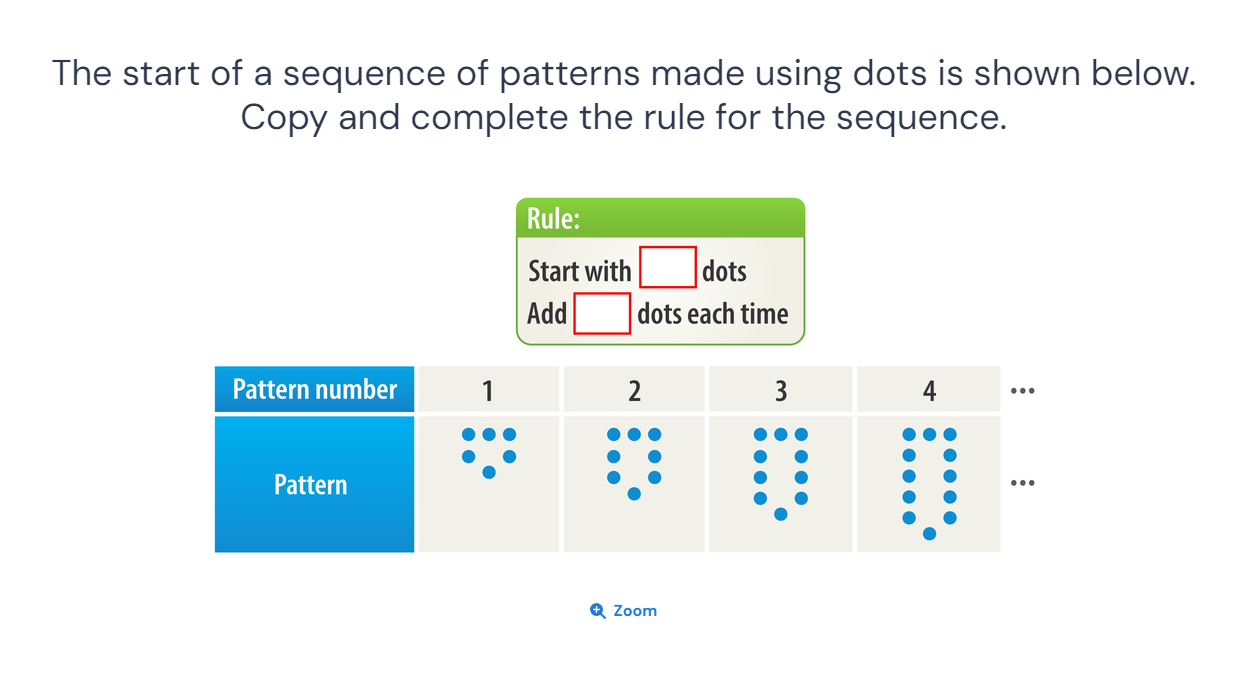 The start of a sequence of patterns made using dots is shown below.
Copy and complete the rule for the sequence.
Rule:
Start with dots
Add dots each time
Pattern number 1 2 3 4 •••
Pattern •••
Zoom